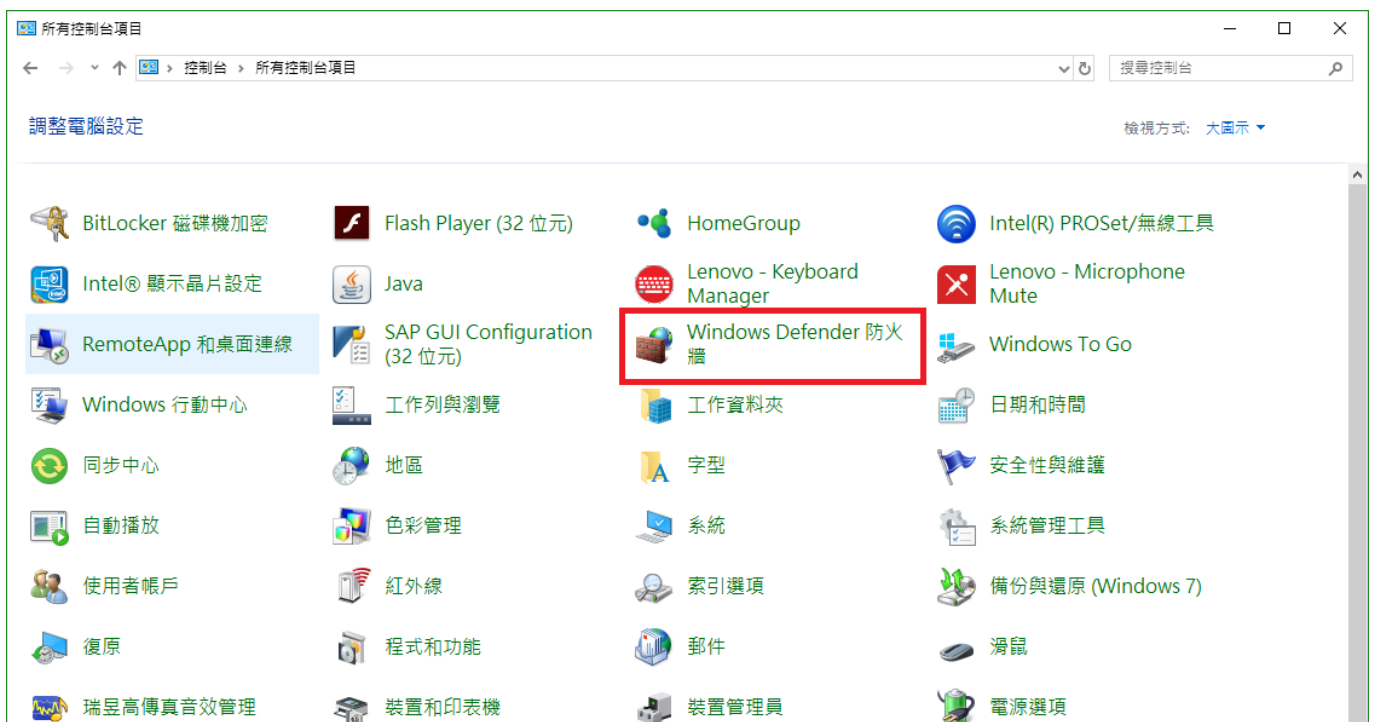 所有控制台項目
控制台 › 所有控制台項目
搜尋控制台
調整電腦設定
檢視方式: 大圖示
BitLocker 磁碟機加密
Flash Player (32 位元)
HomeGroup
Intel(R) PROSet/無線工具
Intel® 顯示晶片設定
Java
Lenovo - Keyboard
Manager
Lenovo - Microphone
Mute
RemoteApp 和桌面連線
SAP GUI Configuration
(32 位元)
Windows Defender 防火
牆
Windows To Go
Windows 行動中心
工作列與瀏覽
工作資料夾
日期和時間
同步中心
地區
字型
安全性與維護
自動播放
色彩管理
系統
系統管理工具
使用者帳戶
紅外線
索引選項
備份與還原 (Windows 7)
復原
程式和功能
郵件
滑鼠
瑞昱高傳真音效管理
裝置和印表機
裝置管理員
電源選項